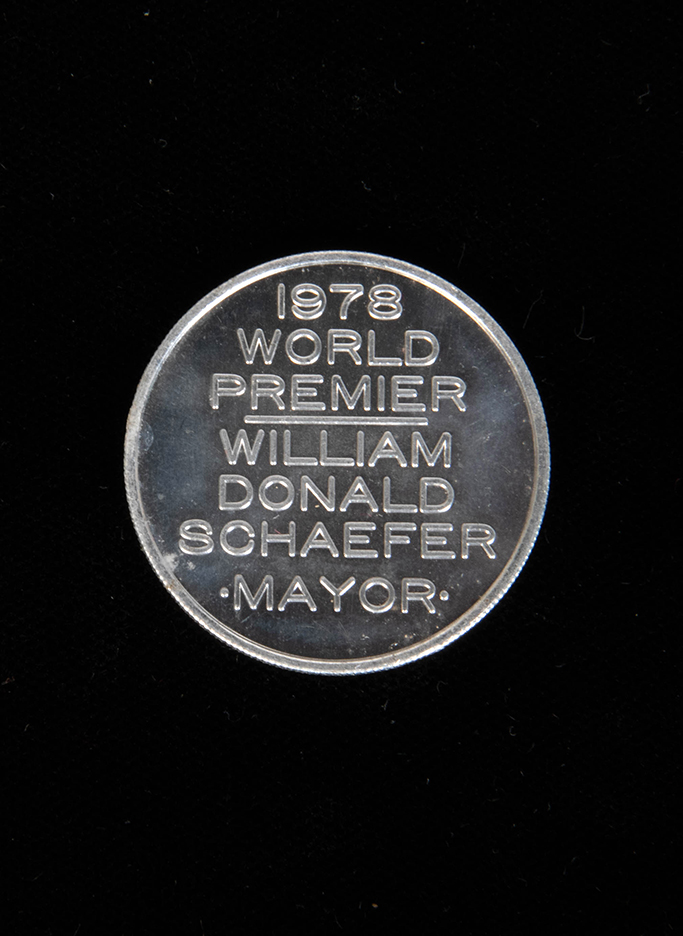 1978
WORLD
PREMIER
WILLIAM
DONALD
SCHAEFER
·MAYOR·